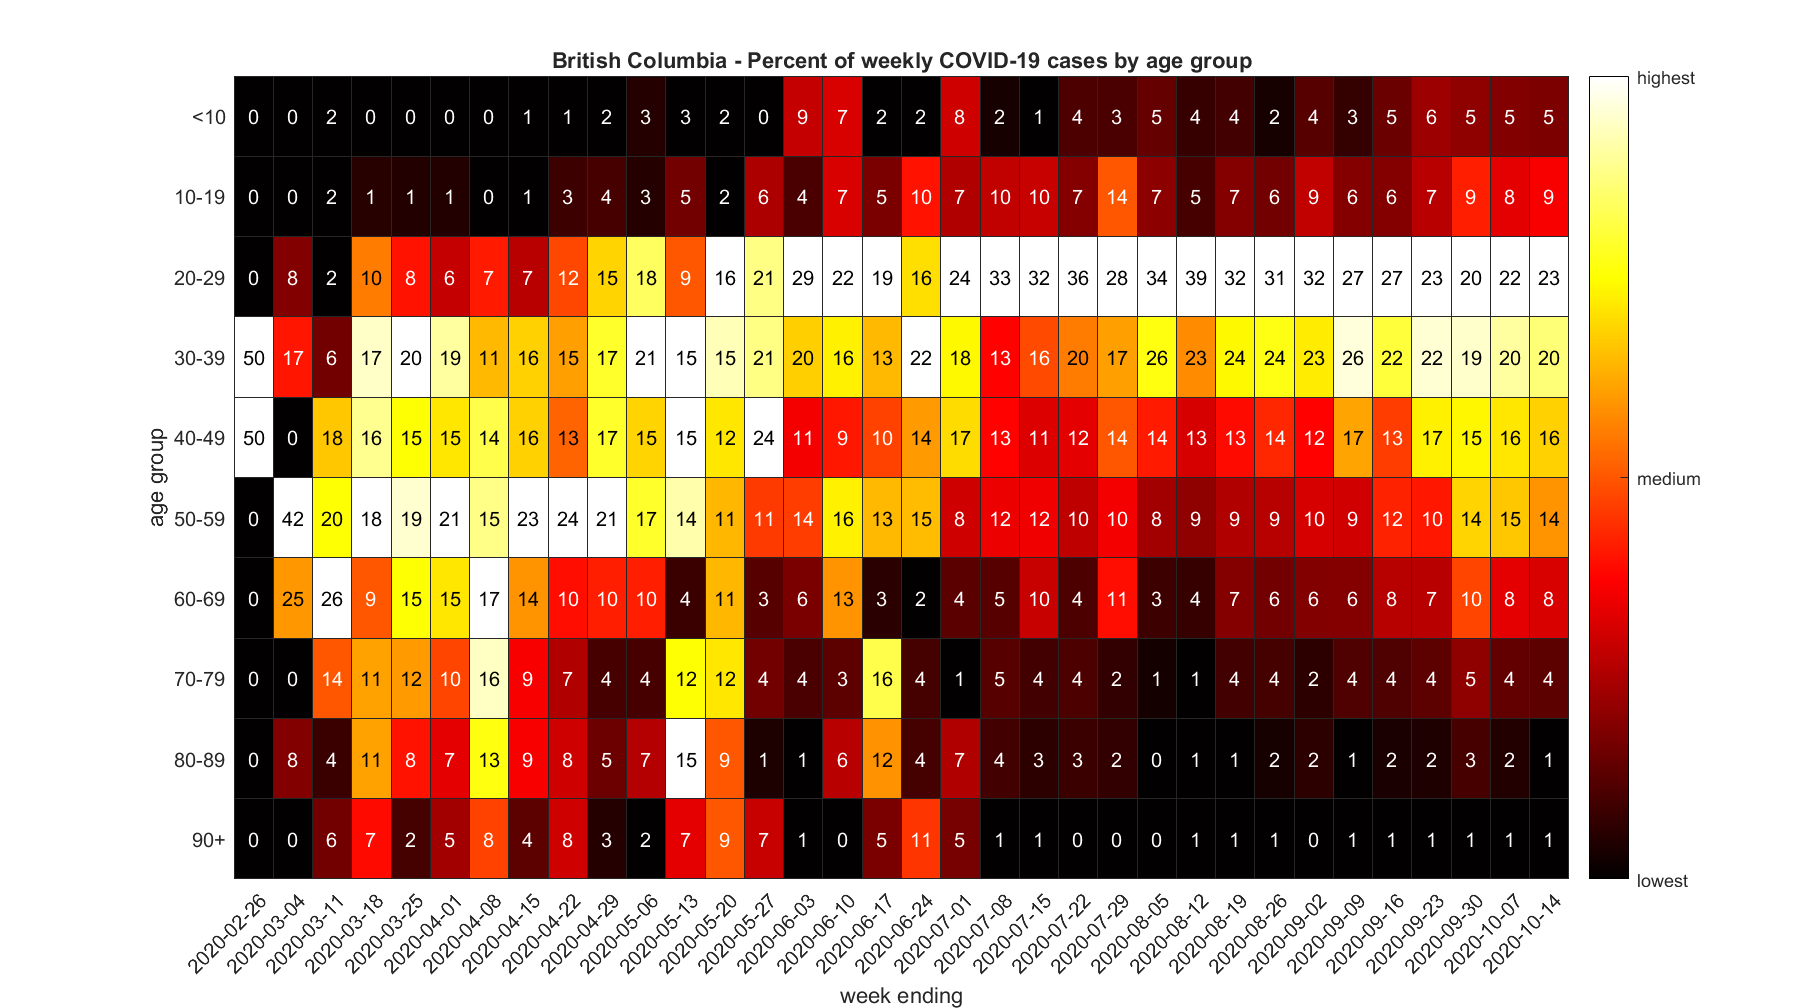 British Columbia - Percent of weekly COVID-19 cases by age group
<10 0 0 2 0 0 0 0 1 1 2 3 3 2 0 9 7 2 2 8 2 1 4 3 5 4 4 2 4 3 5 6 5 5 5
10-19 0 0 2 1 1 1 0 1 3 4 3 5 2 6 4 7 5 10 7 10 10 7 14 7 5 7 6 9 6 6 7 9 8 9
20-29 0 8 2 10 8 6 7 7 12 15 18 9 16 21 29 22 19 16 24 33 32 36 28 34 39 32 31 32 27 27 23 20 22 23
30-39 50 17 6 17 20 19 11 16 15 17 21 15 15 21 20 16 13 22 18 13 16 20 17 26 23 24 24 23 26 22 22 19 20 20
40-49 50 0 18 16 15 15 14 16 13 17 15 15 12 24 11 9 10 14 17 13 11 12 14 14 13 13 14 12 17 13 17 15 16 16
50-59 0 42 20 18 19 21 15 23 24 21 17 14 11 11 14 16 13 15 8 12 12 10 10 8 9 9 9 10 9 12 10 14 15 14
60-69 0 25 26 9 15 15 17 14 10 10 10 4 11 3 6 13 3 2 4 5 10 4 11 3 4 7 6 6 6 8 7 10 8 8
70-79 0 0 14 11 12 10 16 9 7 4 4 12 12 4 4 3 16 4 1 5 4 4 2 1 1 4 4 2 4 4 4 5 4 4
80-89 0 8 4 11 8 7 13 9 8 5 7 15 9 1 1 6 12 4 7 4 3 3 2 0 1 1 2 2 1 2 2 3 2 1
90+ 0 0 6 7 2 5 8 4 8 3 2 7 9 7 1 0 5 11 5 1 1 0 0 0 1 1 1 0 1 1 1 1 1 1
age group
2020-02-26 2020-03-04 2020-03-11 2020-03-18 2020-03-25 2020-04-01 2020-04-08 2020-04-15 2020-04-22 2020-04-29 2020-05-06 2020-05-13 2020-05-20 2020-05-27 2020-06-03 2020-06-10 2020-06-17 2020-06-24 2020-07-01 2020-07-08 2020-07-15 2020-07-22 2020-07-29 2020-08-05 2020-08-12 2020-08-19 2020-08-26 2020-09-02 2020-09-09 2020-09-16 2020-09-23 2020-09-30 2020-10-07 2020-10-14
week ending
highest
medium
lowest